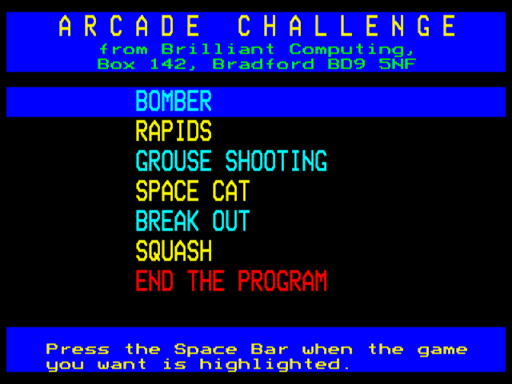 ARCADE CHALLENGE
from Brilliant Computing,
Box 142, Bradford BD9 5NF
BOMBER
RAPIDS
GROUSE SHOOTING
SPACE CAT
BREAK OUT
SQUASH
END THE PROGRAM
Press the Space Bar when the game
you want is highlighted.